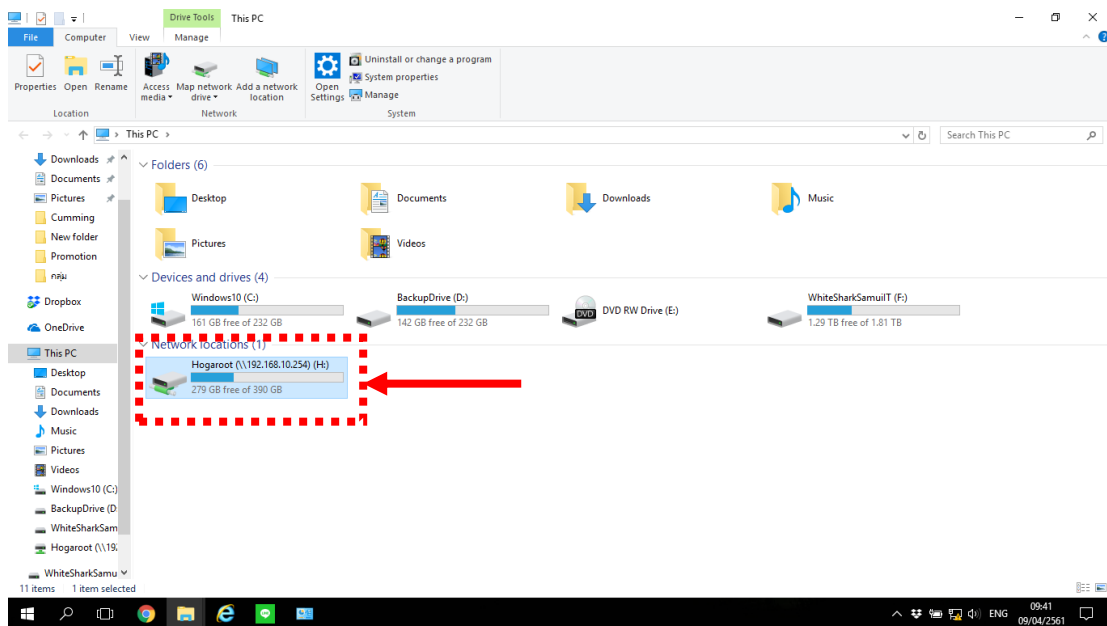 Drive Tools This PC
File Computer View Manage
Properties Open Rename
Access media Map network drive Add a network location
Open Settings
Uninstall or change a program
System properties
Manage
Location Network System
This PC
Search This PC
Downloads
Documents
Pictures
Cumming
New folder
Promotion
กลุ่ม
Dropbox
OneDrive
This PC
Desktop
Documents
Downloads
Music
Pictures
Videos
Windows10 (C:)
BackupDrive (D:
WhiteSharkSam
Hogaroot (\\192
WhiteSharkSamu
Folders (6)
Desktop Documents Downloads Music
Pictures Videos
Devices and drives (4)
Windows10 (C:)
161 GB free of 232 GB
BackupDrive (D:)
142 GB free of 232 GB
DVD
DVD RW Drive (E:)
WhiteSharkSamuiIT (F:)
1.29 TB free of 1.81 TB
Network locations (1)
Hogaroot (\\192.168.10.254) (H:)
279 GB free of 390 GB
11 items 1 item selected
ENG
09:41
09/04/2561